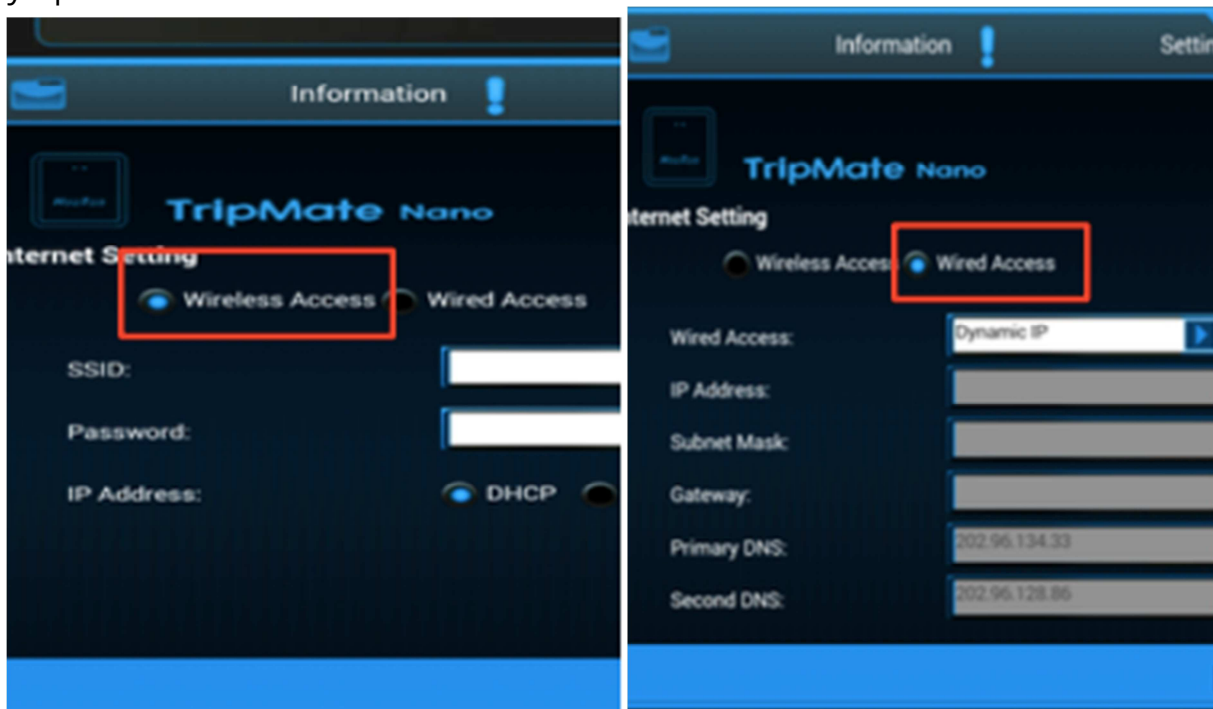 Information
TripMate Nano
nternet Setting
Wireless Access Wired Access
SSID:
Password:
IP Address: DHCP
Information Settin
TripMate Nano
ternet Setting
Wireless Access Wired Access
Wired Access: Dynamic IP
IP Address:
Subnet Mask:
Gateway:
Primary DNS: 202.96.134.33
Second DNS: 202.96.128.86